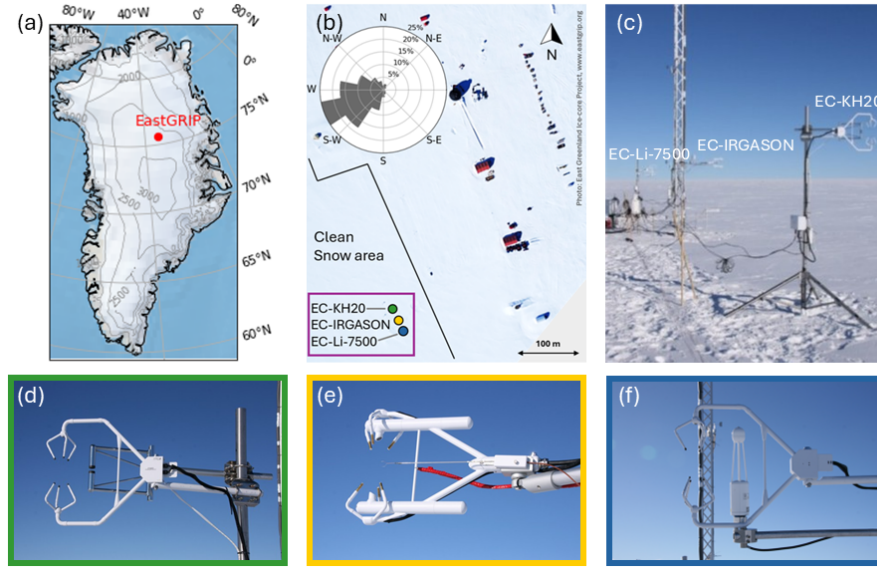 (a)
80°W
40°W
0°
80°N
0°
75°N
70°N
65°N
60°N
2000
EastGRIP
3000
2500
2500
(b)
N
N-W
N-E
W
S-W
S-E
S
25%
20%
15%
10%
5%
N
Photo: East Greenland Ice-core Project, www.eastgrip.org
Clean
Snow area
EC-KH20
EC-IRGASON
EC-Li-7500
100 m
(c)
EC-KH20
EC-IRGASON
EC-Li-7500
(d)
(e)
(f)